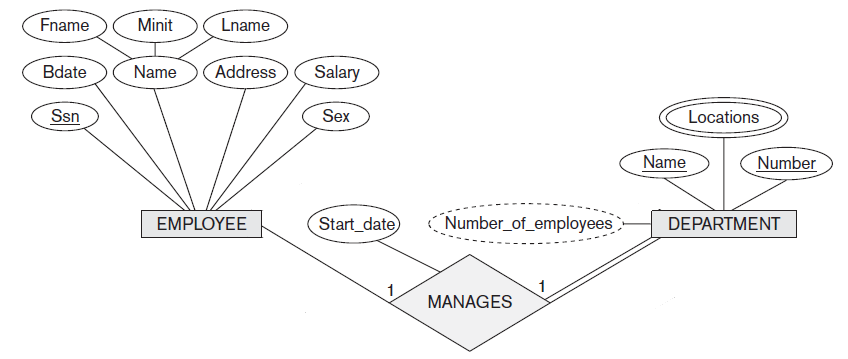 Fname Minit Lname
Bdate Name Address Salary
Ssn Sex Locations
Name Number
EMPLOYEE Start_date Number_of_employees DEPARTMENT
1 1
MANAGES